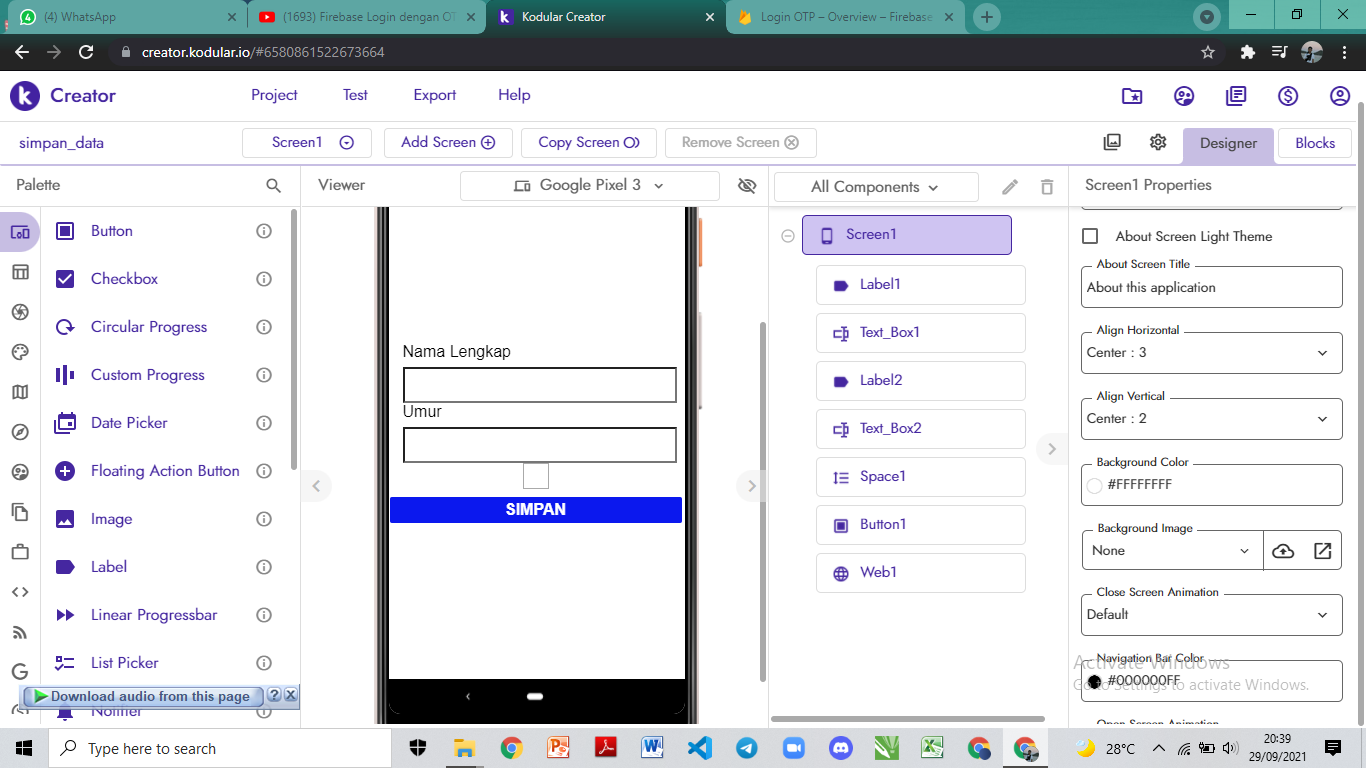 (4) WhatsApp
(1693) Firebase Login dengan OT
Kodular Creator
Login OTP – Overview – Firebase
creator.kodular.io/#6580861522673664
Creator
Project
Test
Export
Help
simpan_data
Screen1
Add Screen
Copy Screen
Remove Screen
Designer
Blocks
Palette
Viewer
Google Pixel 3
All Components
Screen1 Properties
Button
Checkbox
Circular Progress
Custom Progress
Date Picker
Floating Action Button
Image
Label
Linear Progressbar
List Picker
Notifier
Download audio from this page
Nama Lengkap
Umur
SIMPAN
Screen1
Label1
Text_Box1
Label2
Text_Box2
Space1
Button1
Web1
About Screen Light Theme
About Screen Title
About this application
Align Horizontal
Center : 3
Align Vertical
Center : 2
Background Color
#FFFFFFFF
Background Image
None
Close Screen Animation
Default
Navigation Bar Color
#000000FF
Open Screen Animation
Activate Windows
Go to Settings to activate Windows.
Type here to search
28°C
20:39
29/09/2021